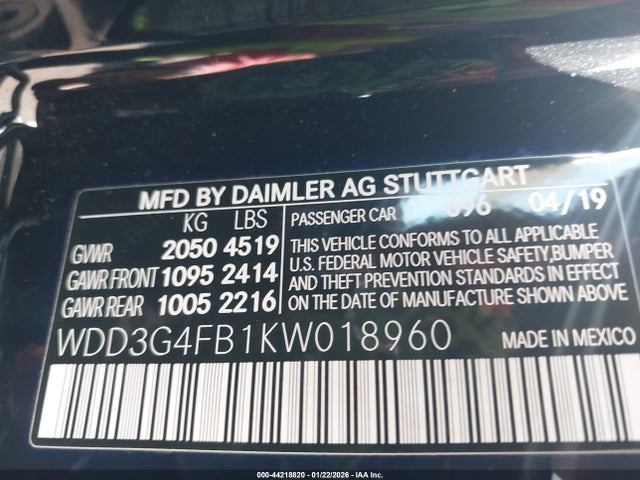 MFD BY DAIMLER AG STUTTGART
KG LBS
GVWR 2050 4519
GAWR FRONT 1095 2414
GAWR REAR 1005 2216
PASSENGER CAR 896 04/19
THIS VEHICLE CONFORMS TO ALL APPLICABLE
U.S. FEDERAL MOTOR VEHICLE SAFETY,BUMPER
AND THEFT PREVENTION STANDARDS IN EFFECT
ON THE DATE OF MANUFACTURE SHOWN ABOVE
WDD3G4FB1KW018960
MADE IN MEXICO
000-44218820 - 01/22/2026 - IAA Inc.